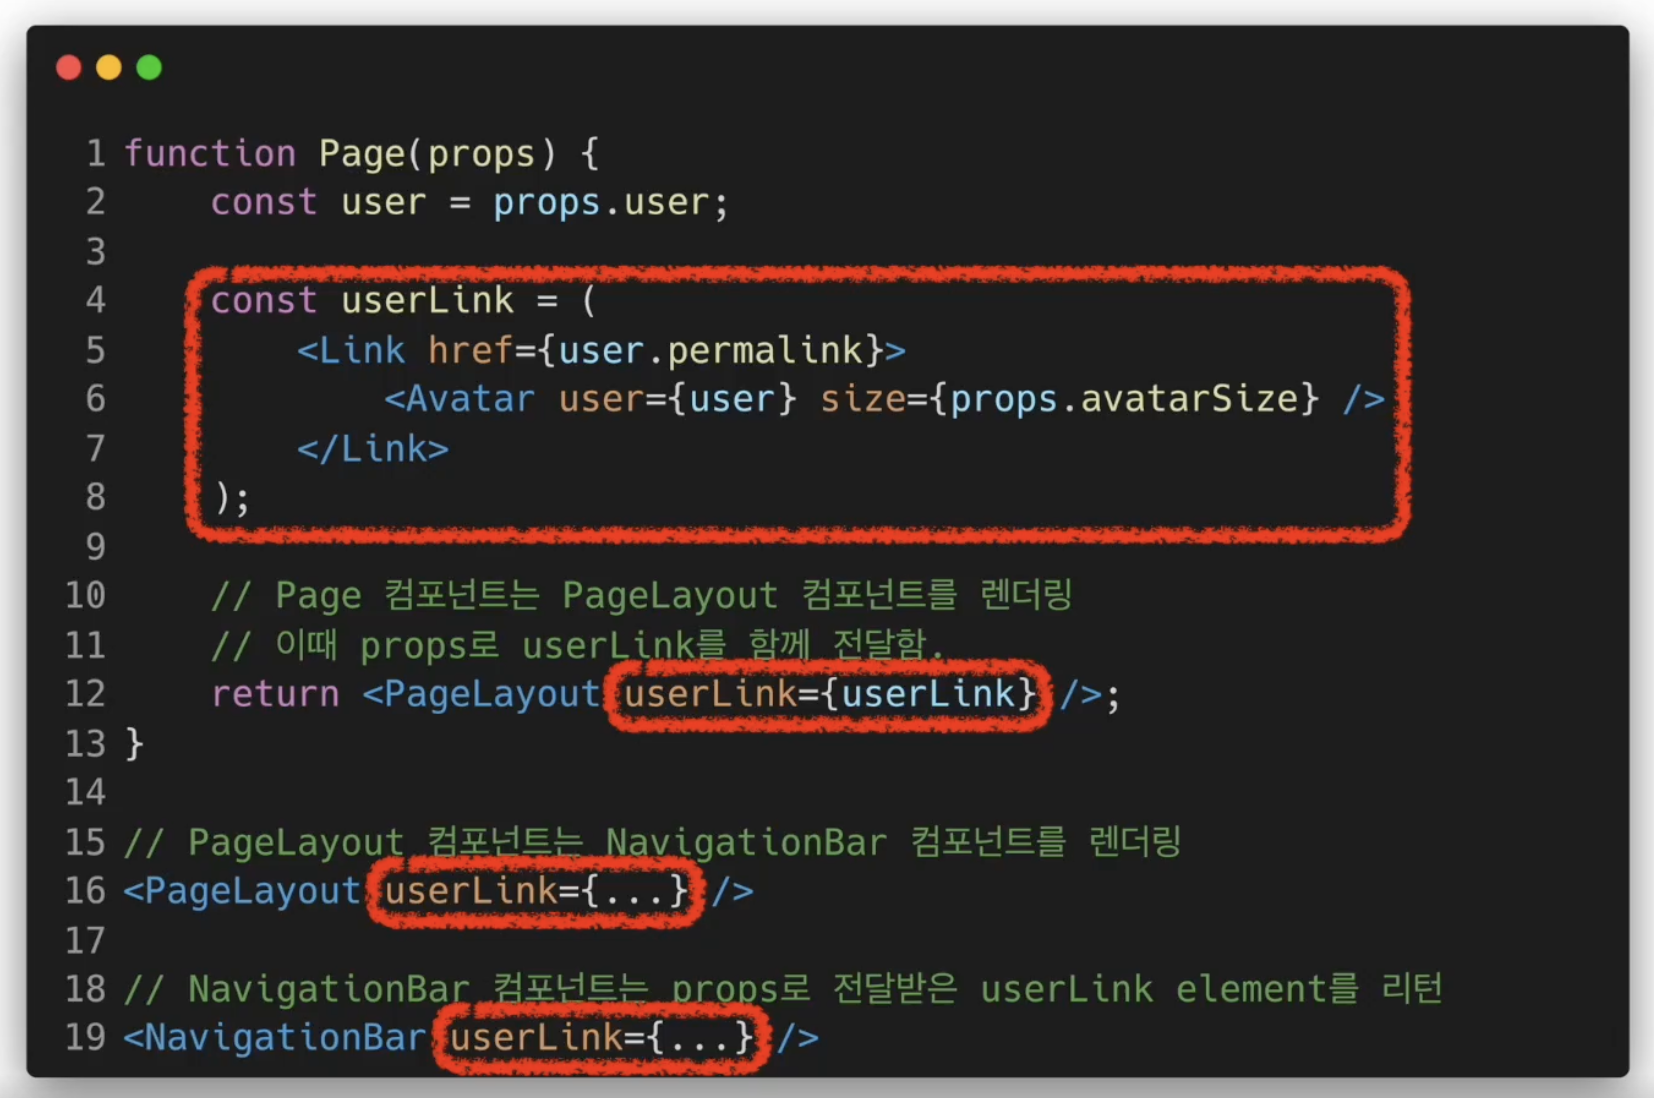 1 function Page(props) {
2 const user = props.user;
3
4 const userLink = (
5 <Link href={user.permalink}>
6 <Avatar user={user} size={props.avatarSize} />
7 </Link>
8 );
9
10 // Page 컴포넌트는 PageLayout 컴포넌트를 렌더링
11 // 이때 props로 userLink를 함께 전달함.
12 return <PageLayout userLink={userLink} />;
13 }
14
15 // PageLayout 컴포넌트는 NavigationBar 컴포넌트를 렌더링
16 <PageLayout userLink={...} />
17
18 // NavigationBar 컴포넌트는 props로 전달받은 userLink element를 리턴
19 <NavigationBar userLink={...} />